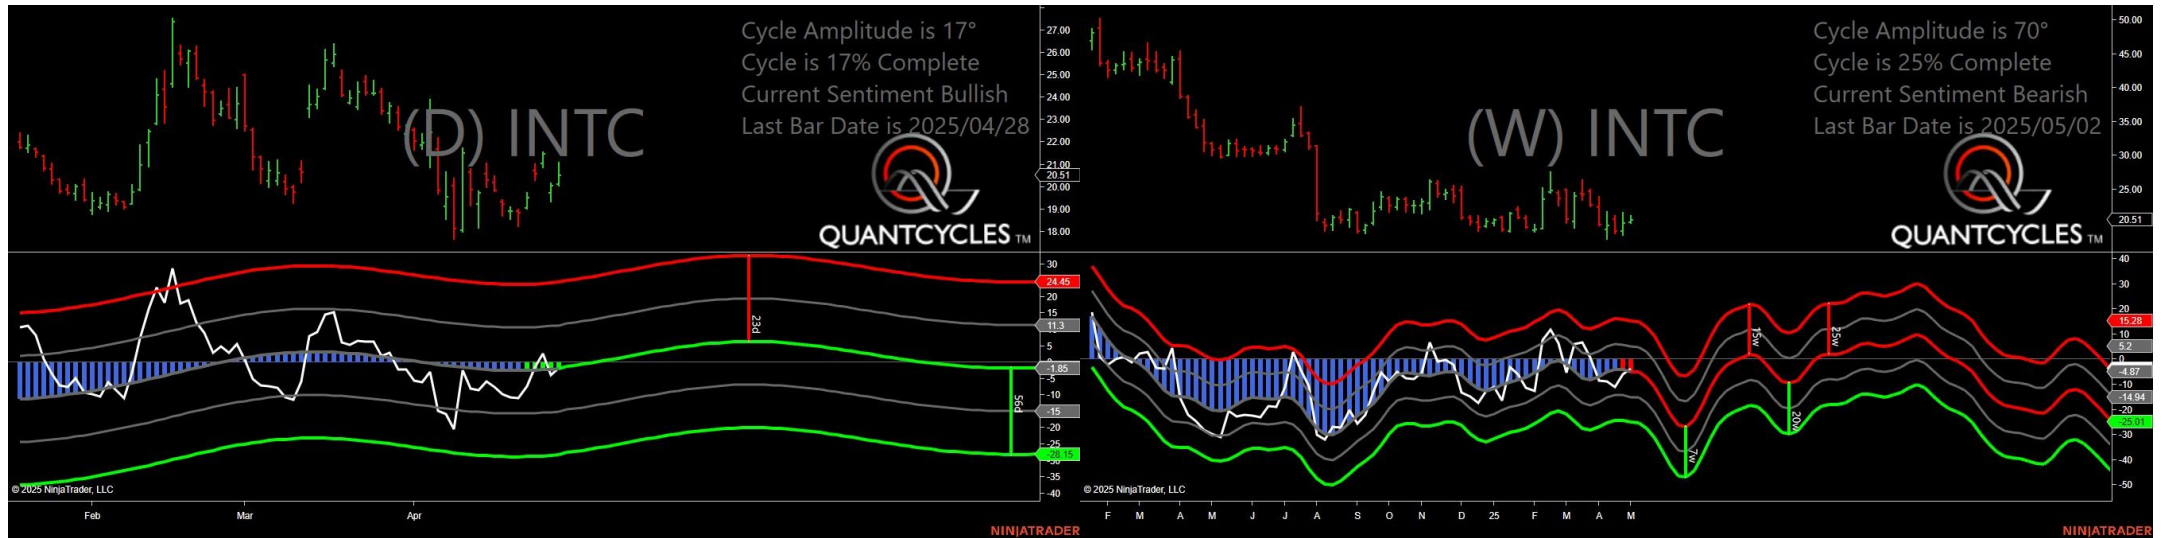 Cycle Amplitude is 17°
Cycle is 17% Complete
Current Sentiment Bullish
Last Bar Date is 2025/04/28
(D) INTC
QUANTCYCLES TM
27.00
26.00
25.00
24.00
23.00
22.00
21.00
20.51
20.00
19.00
18.00
30
24.45
20
15
11.3
5
0
-1.85
-5
-10
-15
-20
-25
-28.15
-35
-40
23d
56d
© 2025 NinjaTrader, LLC
Feb Mar Apr
NINJATRADER
Cycle Amplitude is 70°
Cycle is 25% Complete
Current Sentiment Bearish
Last Bar Date is 2025/05/02
(W) INTC
QUANTCYCLES TM
50.00
45.00
40.00
35.00
30.00
25.00
20.51
40
30
20
15.28
10
5.2
0
-4.87
-10
-14.94
-20
-25.01
-30
-40
-50
15w
25w
7w
20w
© 2025 NinjaTrader, LLC
F M A M J J A S O N D 25 F M A M
NINJATRADER